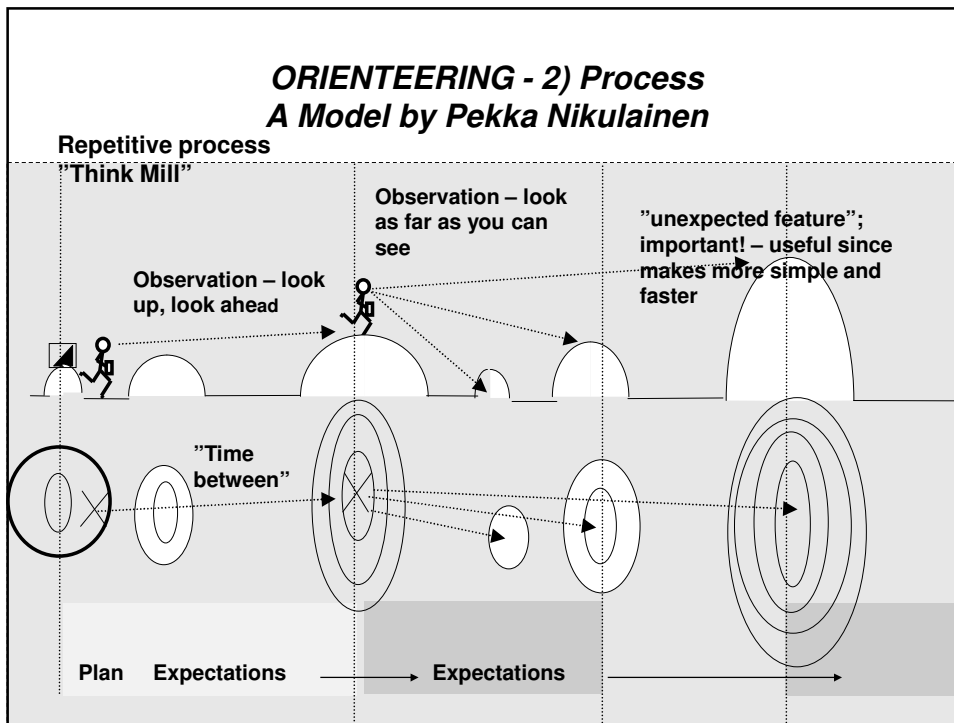 ORIENTEERING - 2) Process
A Model by Pekka Nikulainen
Repetitive process
”Think Mill”
Observation – look
as far as you can
see
”unexpected feature”;
important! – useful since
makes more simple and
faster
Observation – look
up, look ahead
”Time
between”
Plan Expectations Expectations